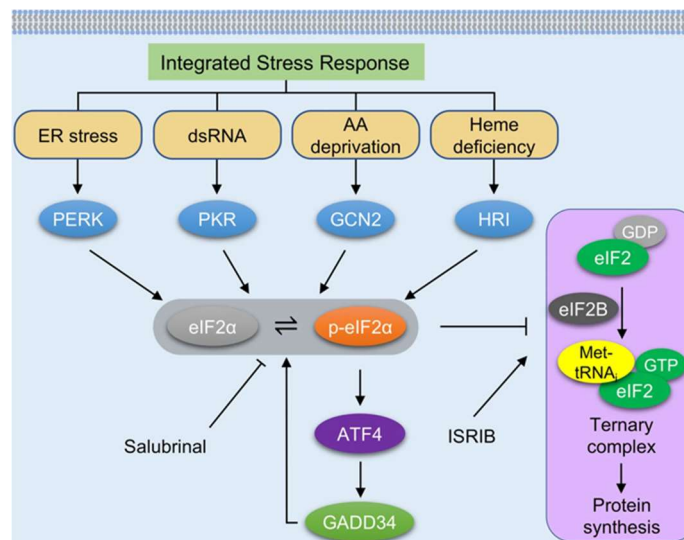 Integrated Stress Response
ER stress
dsRNA
AA
deprivation
Heme
deficiency
PERK
PKR
GCN2
HRI
eIF2α
p-eIF2α
Salubrinal
ATF4
ISRIB
GADD34
GDP
eIF2
eIF2B
Met-
tRNAi
GTP
eIF2
Ternary
complex
Protein
synthesis